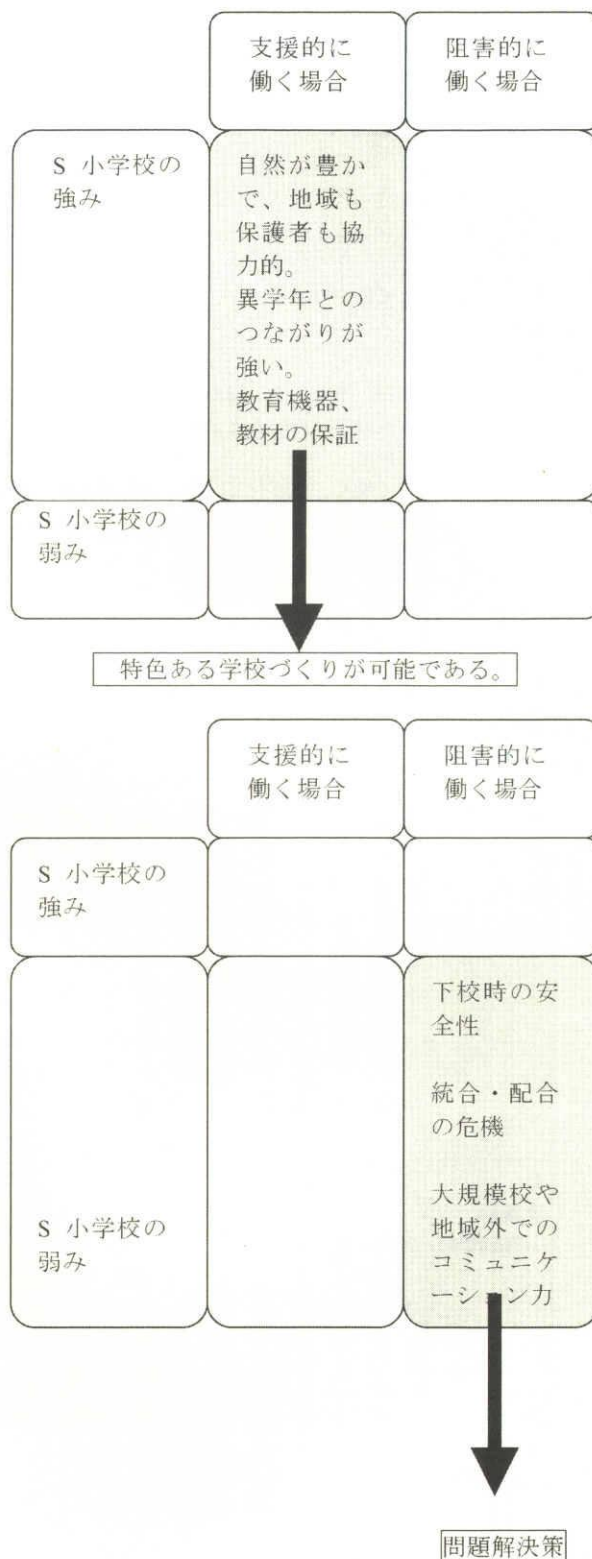 支援的に
働く場合
阻害的に
働く場合
S 小学校の
強み
自然が豊か
で、地域も
保護者も協
力的。
異学年との
つながりが
強い。
教育機器、
教材の保証
S 小学校の
弱み
特色ある学校づくりが可能である。
支援的に
働く場合
阻害的に
働く場合
S 小学校の
強み
下校時の安
全性
統合・配合
の危機
大規模校や
地域外での
コミュニケ
ーション力
S 小学校の
弱み
問題解決策